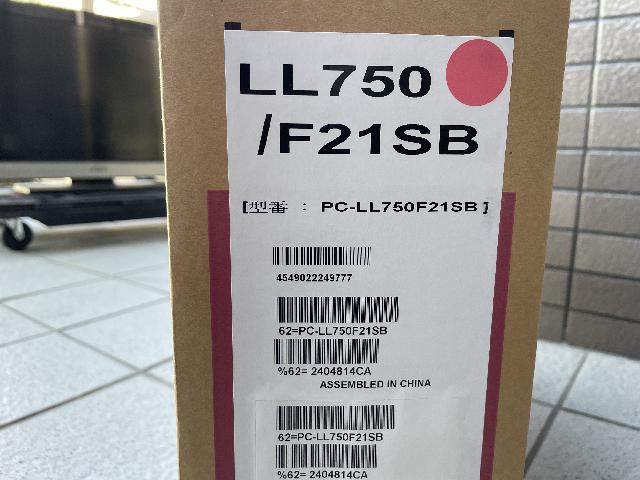 LL750
/F21SB
[型番 : PC-LL750F21SB]
4549022249777
62=PC-LL750F21SB
%62= 2404814CA
ASSEMBLED IN CHINA
62=PC-LL750F21SB
%62= 2404814CA